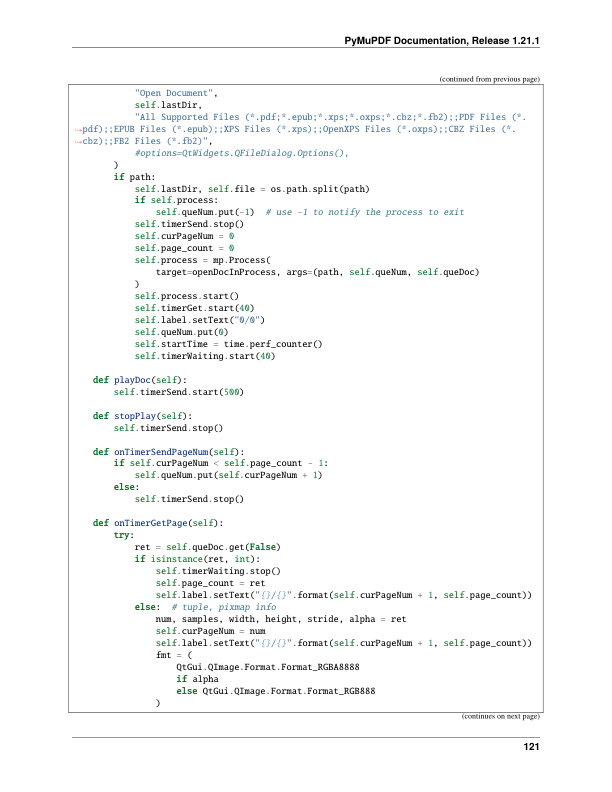 PyMuPDF Documentation, Release 1.21.1
(continued from previous page)
"Open Document",
self.lastDir,
"All Supported Files (*.pdf;*.epub;*.xps;*.oxps;*.cbz;*.fb2);;PDF Files (*.
↪pdf);;EPUB Files (*.epub);;XPS Files (*.xps);;OpenXPS Files (*.oxps);;CBZ Files (*.
↪cbz);;FB2 Files (*.fb2)",
#options=QtWidgets.QFileDialog.Options(),
)
if path:
self.lastDir, self.file = os.path.split(path)
if self.process:
self.queNum.put(-1)  # use -1 to notify the process to exit
self.timerSend.stop()
self.curPageNum = 0
self.page_count = 0
self.process = mp.Process(
target=openDocInProcess, args=(path, self.queNum, self.queDoc)
)
self.process.start()
self.timerGet.start(40)
self.label.setText("0/0")
self.queNum.put(0)
self.startTime = time.perf_counter()
self.timerWaiting.start(40)
def playDoc(self):
self.timerSend.start(500)
def stopPlay(self):
self.timerSend.stop()
def onTimerSendPageNum(self):
if self.curPageNum < self.page_count - 1:
self.queNum.put(self.curPageNum + 1)
else:
self.timerSend.stop()
def onTimerGetPage(self):
try:
ret = self.queDoc.get(False)
if isinstance(ret, int):
self.timerWaiting.stop()
self.page_count = ret
self.label.setText("{}/{}".format(self.curPageNum + 1, self.page_count))
else:  # tuple, pixmap info
num, samples, width, height, stride, alpha = ret
self.curPageNum = num
self.label.setText("{}/{}".format(self.curPageNum + 1, self.page_count))
fmt = (
QtGui.QImage.Format.Format_RGBA8888
if alpha
else QtGui.QImage.Format.Format_RGB888
)
(continues on next page)
121